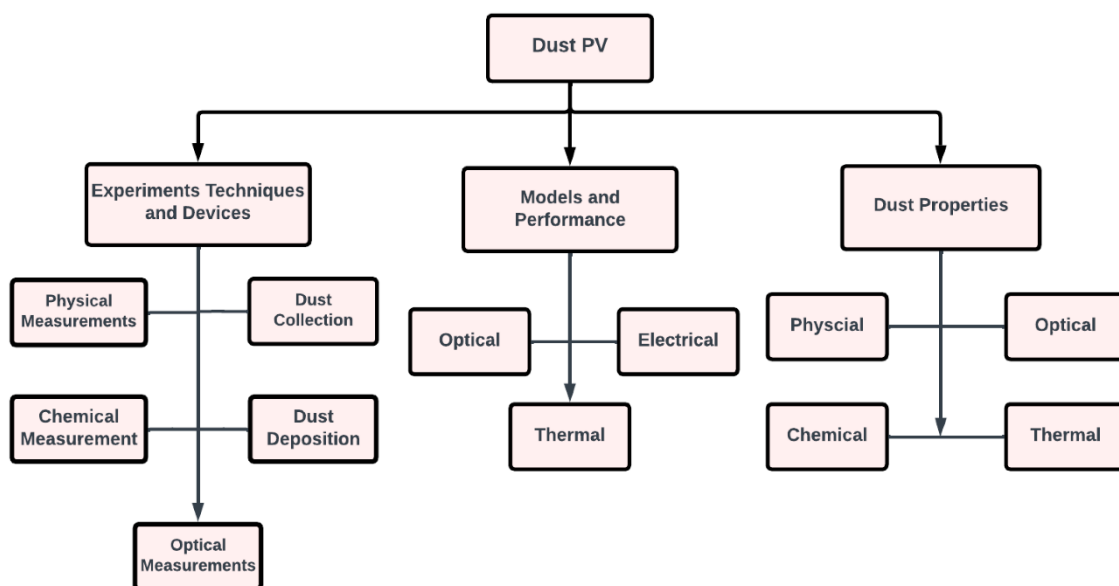 Dust PV
Experiments Techniques
and Devices
Models and
Performance
Dust Properties
Physical
Measurements
Dust
Collection
Optical
Electrical
Physcial
Optical
Chemical
Measurement
Dust
Deposition
Thermal
Chemical
Thermal
Optical
Measurements